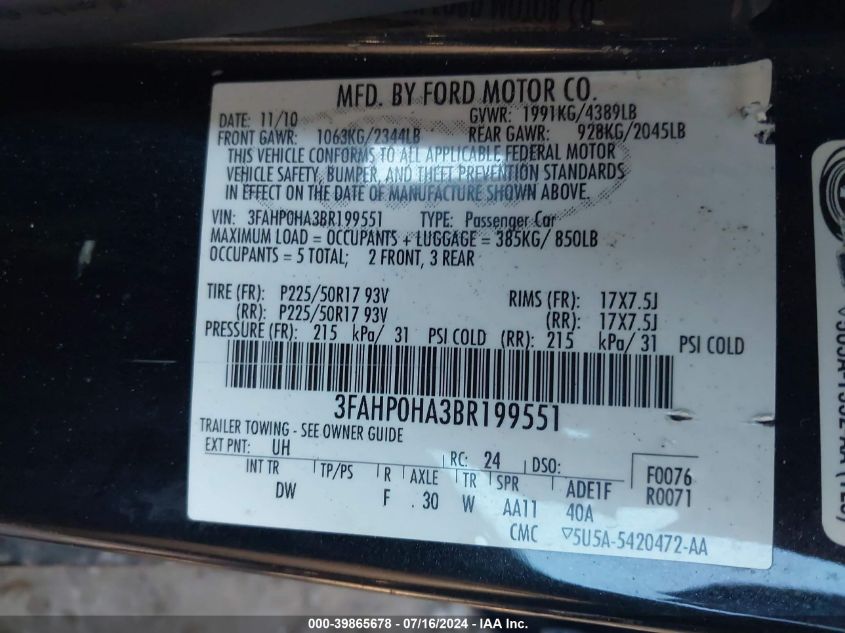 MFD. BY FORD MOTOR CO.
DATE: 11/10 GVWR: 1991KG/4389LB
FRONT GAWR: 1063KG/2344LB REAR GAWR: 928KG/2045LB
THIS VEHICLE CONFORMS TO ALL APPLICABLE FEDERAL MOTOR
VEHICLE SAFETY, BUMPER, AND THEFT PREVENTION STANDARDS
IN EFFECT ON THE DATE OF MANUFACTURE SHOWN ABOVE.
VIN: 3FAHP0HA3BR199551 TYPE: Passenger Car
MAXIMUM LOAD = OCCUPANTS + LUGGAGE = 385KG/ 850LB
OCCUPANTS = 5 TOTAL; 2 FRONT, 3 REAR
TIRE (FR): P225/50R17 93V RIMS (FR): 17X7.5J
(RR): P225/50R17 93V (RR): 17X7.5J
PRESSURE (FR): 215 kPa/ 31 PSI COLD (RR): 215 kPa/ 31 PSI COLD
3FAHP0HA3BR199551
TRAILER TOWING - SEE OWNER GUIDE
EXT PNT: UH RC: 24 DSO: F0076
INT TR TP/PS R AXLE TR SPR ADE1F R0071
DW F .30 W AA11 40A
CMC ▽5U5A-5420472-AA
000-39865678 / 07/16/2024 - IAA Inc.